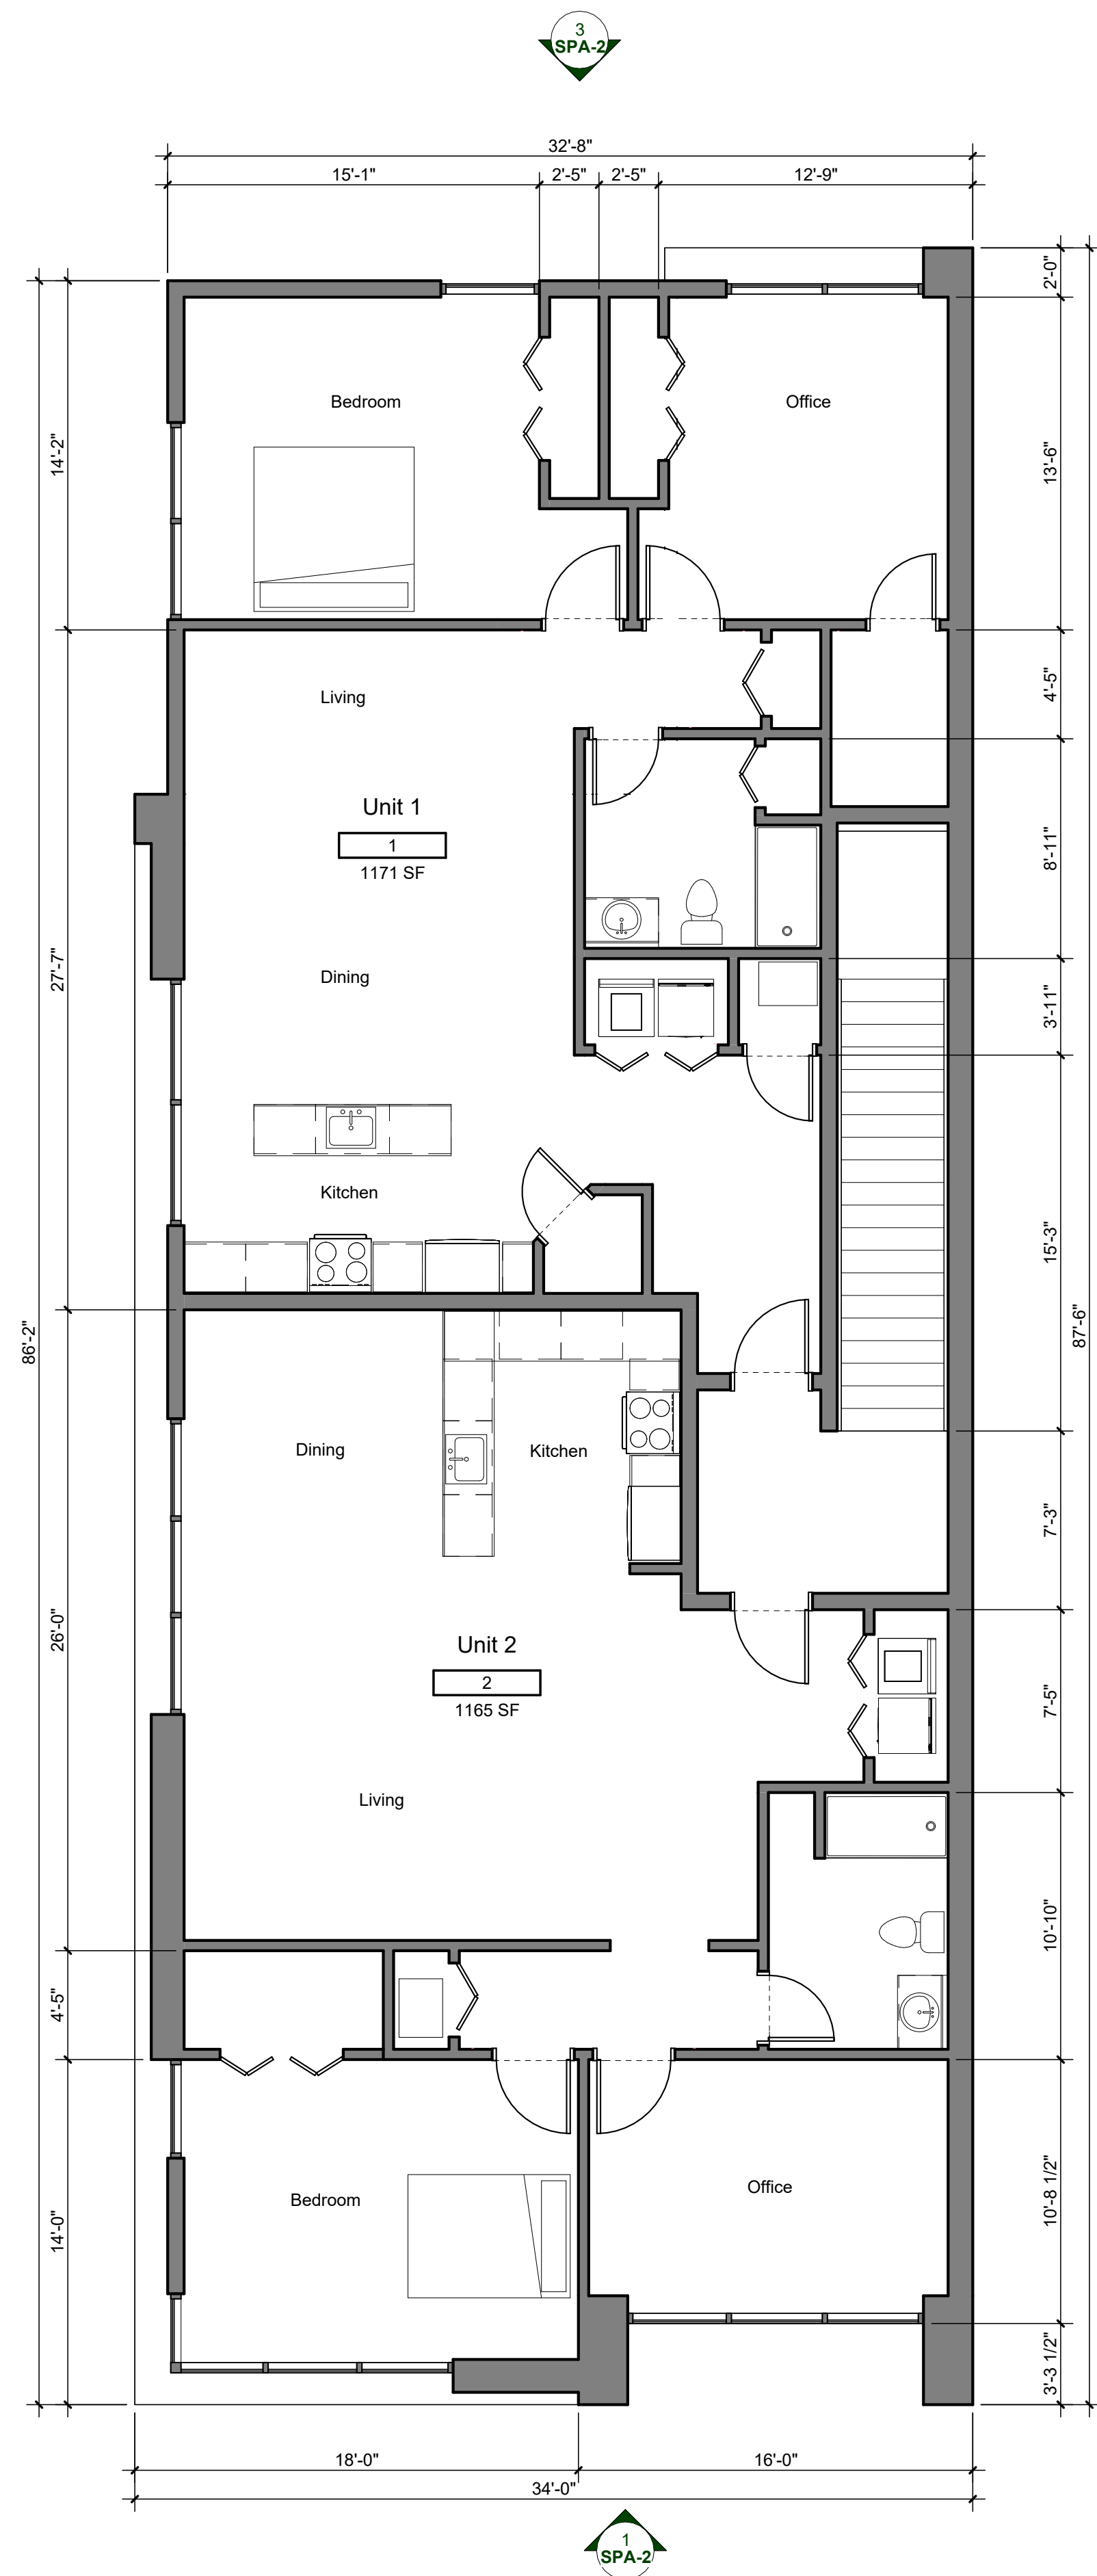 3
SPA-2
32'-8"
15'-1"
2'-5"
2'-5"
12'-9"
2'-0"
Bedroom
Office
14'-2"
13'-6"
Living
4'-5"
Unit 1
1
1171 SF
8'-11"
Dining
27'-7"
3'-11"
Kitchen
15'-3"
86'-2"
87'-6"
Dining
Kitchen
7'-3"
26'-0"
Unit 2
2
1165 SF
7'-5"
Living
10'-10"
4'-5"
Bedroom
Office
14'-0"
10'-8 1/2"
3'-3 1/2"
18'-0"
16'-0"
34'-0"
1
SPA-2